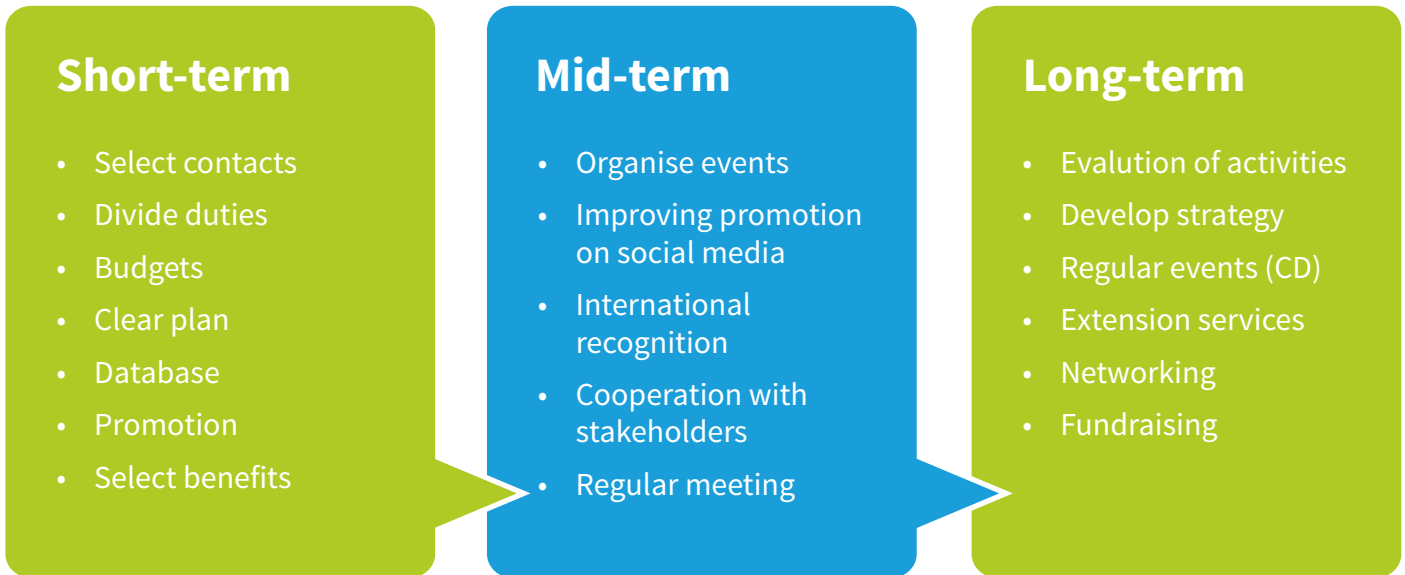 Short-term
• Select contacts
• Divide duties
• Budgets
• Clear plan
• Database
• Promotion
• Select benefits
Mid-term
• Organise events
• Improving promotion
on social media
• International
recognition
• Cooperation with
stakeholders
• Regular meeting
Long-term
• Evalution of activities
• Develop strategy
• Regular events (CD)
• Extension services
• Networking
• Fundraising